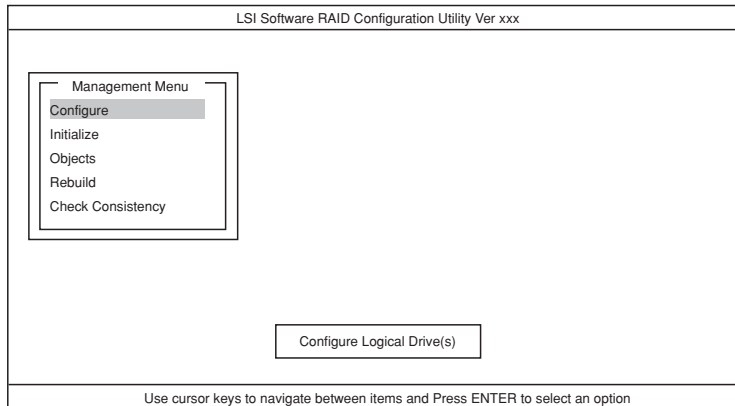 LSI Software RAID Configuration Utility Ver xxx
Management Menu
Configure
Initialize
Objects
Rebuild
Check Consistency
Configure Logical Drive(s)
Use cursor keys to navigate between items and Press ENTER to select an option